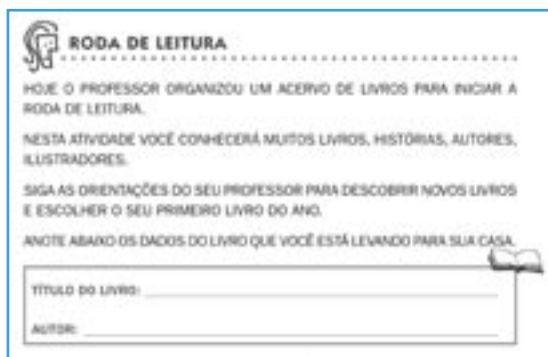 RODA DE LEITURA
HOJE O PROFESSOR ORGANIZOU UM ACERVO DE LIVROS PARA INICIAR A
RODA DE LEITURA.
NESTA ATIVIDADE VOCÊ CONHECERÁ MUITOS LIVROS, HISTÓRIAS, AUTORES,
ILUSTRADORES.
SIGA AS ORIENTAÇÕES DO SEU PROFESSOR PARA DESCOBRIR NOVOS LIVROS
E ESCOLHER O SEU PRIMEIRO LIVRO DO ANO.
ANOTE ABAIXO OS DADOS DO LIVRO QUE VOCÊ ESTÁ LEVANDO PARA SUA CASA.
TÍTULO DO LIVRO:
AUTOR: